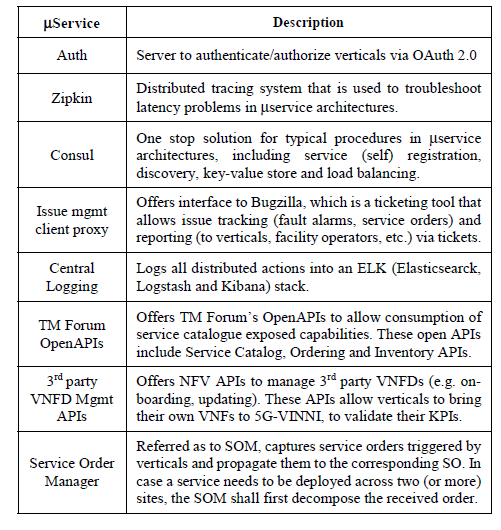 µService Description
Auth Server to authenticate/authorize verticals via OAuth 2.0
Zipkin
Distributed tracing system that is used to troubleshoot
latency problems in µservice architectures.
Consul
One stop solution for typical procedures in µservice
architectures, including service (self) registration,
discovery, key-value store and load balancing.
Issue mgmt
client proxy
Offers interface to Bugzilla, which is a ticketing tool that
allows issue tracking (fault alarms, service orders) and
reporting (to verticals, facility operators, etc.) via tickets.
Central
Logging
Logs all distributed actions into an ELK (Elasticsearck,
Logstash and Kibana) stack.
TM Forum
OpenAPIs
Offers TM Forum's OpenAPIs to allow consumption of
service catalogue exposed capabilities. These open APIs
include Service Catalog, Ordering and Inventory APIs.
3rd party
VNFD Mgmt
APIs
Offers NFV APIs to manage 3rd party VNFDs (e.g. on-
boarding, updating). These APIs allow verticals to bring
their own VNFs to 5G-VINNI, to validate their KPIs.
Service Order
Manager
Referred as to SOM, captures service orders triggered by
verticals and propagate them to the corresponding SO. In
case a service needs to be deployed across two (or more)
sites, the SOM shall first decompose the received order.